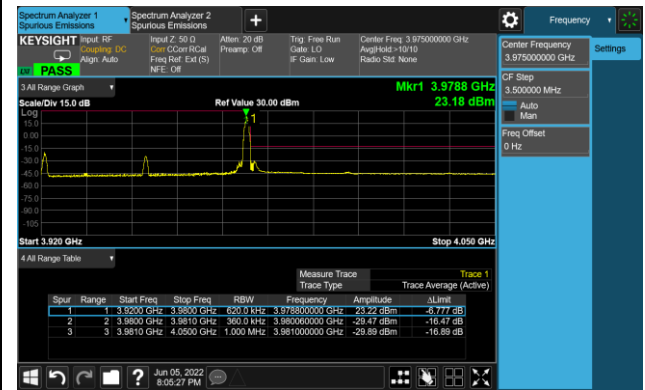 Spectrum Analyzer 1
Spurious Emissions
Spectrum Analyzer 2
Spurious Emissions
Frequency
KEYSIGHT
Input: RF
Coupling: DC
Align: Auto
Input Z: 50 Ω
Corr CCorr RCal
Freq Ref: Ext (S)
NFE: Off
Atten: 20 dB
Preamp: Off
Trig: Free Run
Gate: LO
IF Gain: Low
Center Freq: 3.975000000 GHz
Avg|Hold:>10/10
Radio Std: None
PASS
Center Frequency
3.975000000 GHz
Settings
CF Step
3.500000 MHz
Auto
Man
Freq Offset
0 Hz
3 All Range Graph
Mkr1 3.9788 GHz
Scale/Div 15.0 dB
Ref Value 30.00 dBm
23.18 dBm
Log
15.0
0.00
-15.0
-30.0
-45.0
-60.0
-75.0
-90.0
-105
1
Start 3.920 GHz
Stop 4.050 GHz
4 All Range Table
Measure Trace Trace 1
Trace Type Trace Average (Active)
Spur Range Start Freq Stop Freq RBW Frequency Amplitude ΔLimit
1 1 3.9200 GHz 3.9800 GHz 620.0 kHz 3.978800000 GHz 23.22 dBm -6.777 dB
2 2 3.9800 GHz 3.9810 GHz 360.0 kHz 3.980060000 GHz -29.47 dBm -16.47 dB
3 3 3.9810 GHz 4.0500 GHz 1.000 MHz 3.981000000 GHz -29.89 dBm -16.89 dB
Jun 05, 2022
8:05:27 PM